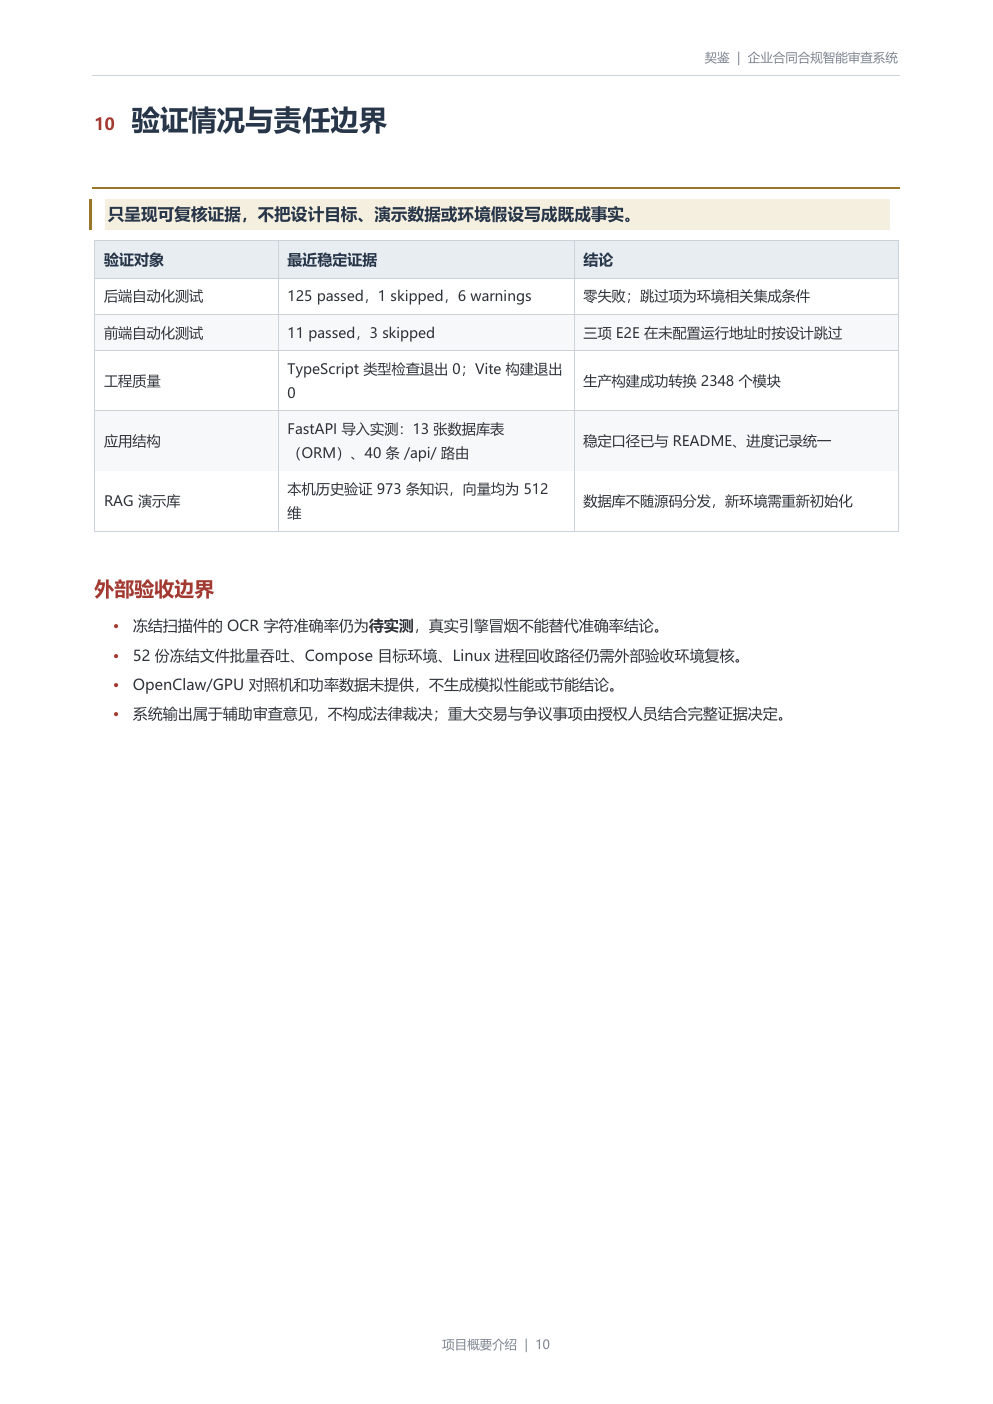 契鉴 | 企业合同合规智能审查系统
10 验证情况与责任边界
只呈现可复核证据，不把设计目标、演示数据或环境假设写成既成事实。
验证对象 最近稳定证据 结论
后端自动化测试 125 passed，1 skipped，6 warnings 零失败；跳过项为环境相关集成条件
前端自动化测试 11 passed，3 skipped 三项 E2E 在未配置运行地址时按设计跳过
工程质量 TypeScript 类型检查退出 0；Vite 构建退出
0 生产构建成功转换 2348 个模块
应用结构 FastAPI 导入实测：13 张数据库表
（ORM）、40 条 /api/ 路由 稳定口径已与 README、进度记录统一
RAG 演示库 本机历史验证 973 条知识，向量均为 512
维 数据库不随源码分发，新环境需重新初始化
外部验收边界
• 冻结扫描件的 OCR 字符准确率仍为待实测，真实引擎冒烟不能替代准确率结论。
• 52 份冻结文件批量吞吐、Compose 目标环境、Linux 进程回收路径仍需外部验收环境复核。
• OpenClaw/GPU 对照机和功率数据未提供，不生成模拟性能或节能结论。
• 系统输出属于辅助审查意见，不构成法律裁决；重大交易与争议事项由授权人员结合完整证据决定。
项目概要介绍 | 10